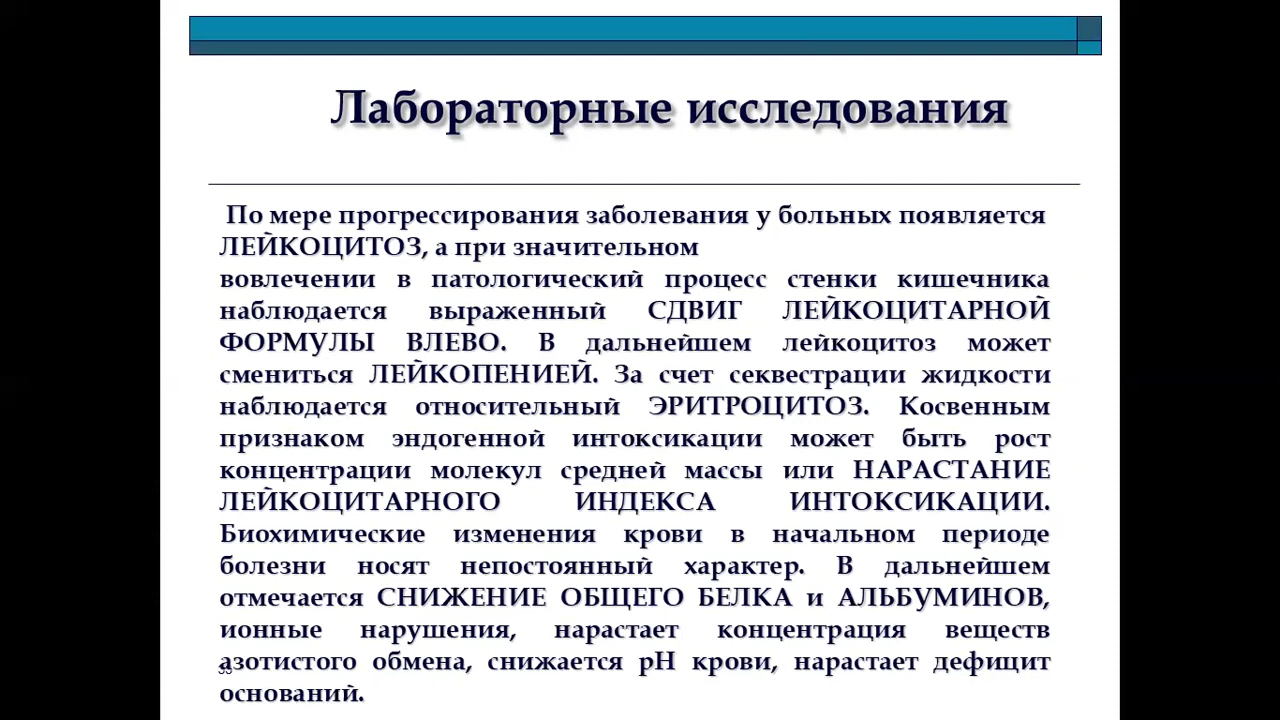 Лабораторные исследования
По мере прогрессирования заболевания у больных появляется
ЛЕЙКОЦИТОЗ, а при значительном
вовлечении в патологический процесс стенки кишечника
наблюдается выраженный СДВИГ ЛЕЙКОЦИТАРНОЙ
ФОРМУЛЫ ВЛЕВО. В дальнейшем лейкоцитоз может
смениться ЛЕЙКОПЕНИЕЙ. За счет секвестрации жидкости
наблюдается относительный ЭРИТРОЦИТОЗ. Косвенным
признаком эндогенной интоксикации может быть рост
концентрации молекул средней массы или НАРАСТАНИЕ
ЛЕЙКОЦИТАРНОГО ИНДЕКСА ИНТОКСИКАЦИИ.
Биохимические изменения крови в начальном периоде
болезни носят непостоянный характер. В дальнейшем
отмечается СНИЖЕНИЕ ОБЩЕГО БЕЛКА и АЛЬБУМИНОВ,
ионные нарушения, нарастает концентрация веществ
азотистого обмена, снижается pH крови, нарастает дефицит
оснований.